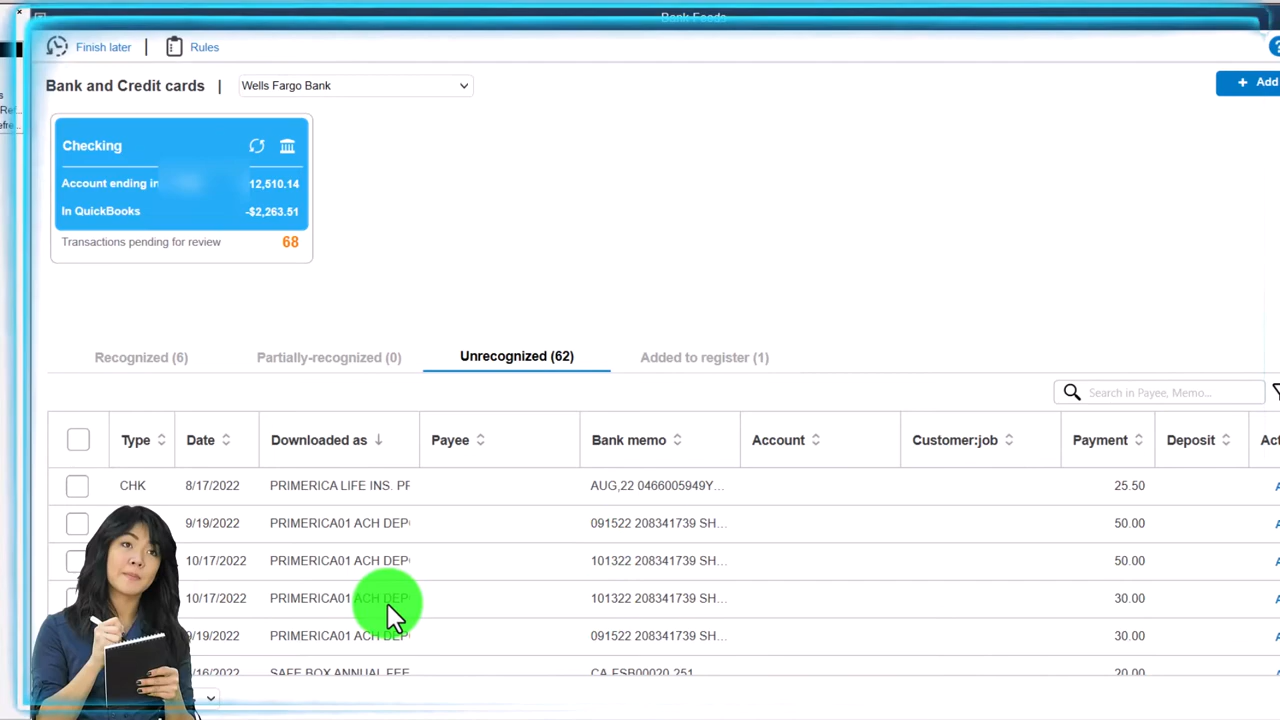 Bank Feeds
Finish later | Rules
Bank and Credit cards | Wells Fargo Bank
+ Add
Checking
Account ending in 12,510.14
In QuickBooks -$2,263.51
Transactions pending for review 68
Recognized (6) Partially-recognized (0) Unrecognized (62) Added to register (1)
Search in Payee, Memo...
Type Date Downloaded as Payee Bank memo Account Customer:job Payment Deposit Act
CHK 8/17/2022 PRIMERICA LIFE INS. PR AUG,22 0466005949Y... 25.50
9/19/2022 PRIMERICA01 ACH DEP 091522 208341739 SH... 50.00
10/17/2022 PRIMERICA01 ACH DEP 101322 208341739 SH... 50.00
10/17/2022 PRIMERICA01 ACH DEP 101322 208341739 SH... 30.00
9/19/2022 PRIMERICA01 ACH DEP 091522 208341739 SH... 30.00
/16/2022 SAFE BOX ANNUAL FEE CA FSB00020 251 20.00